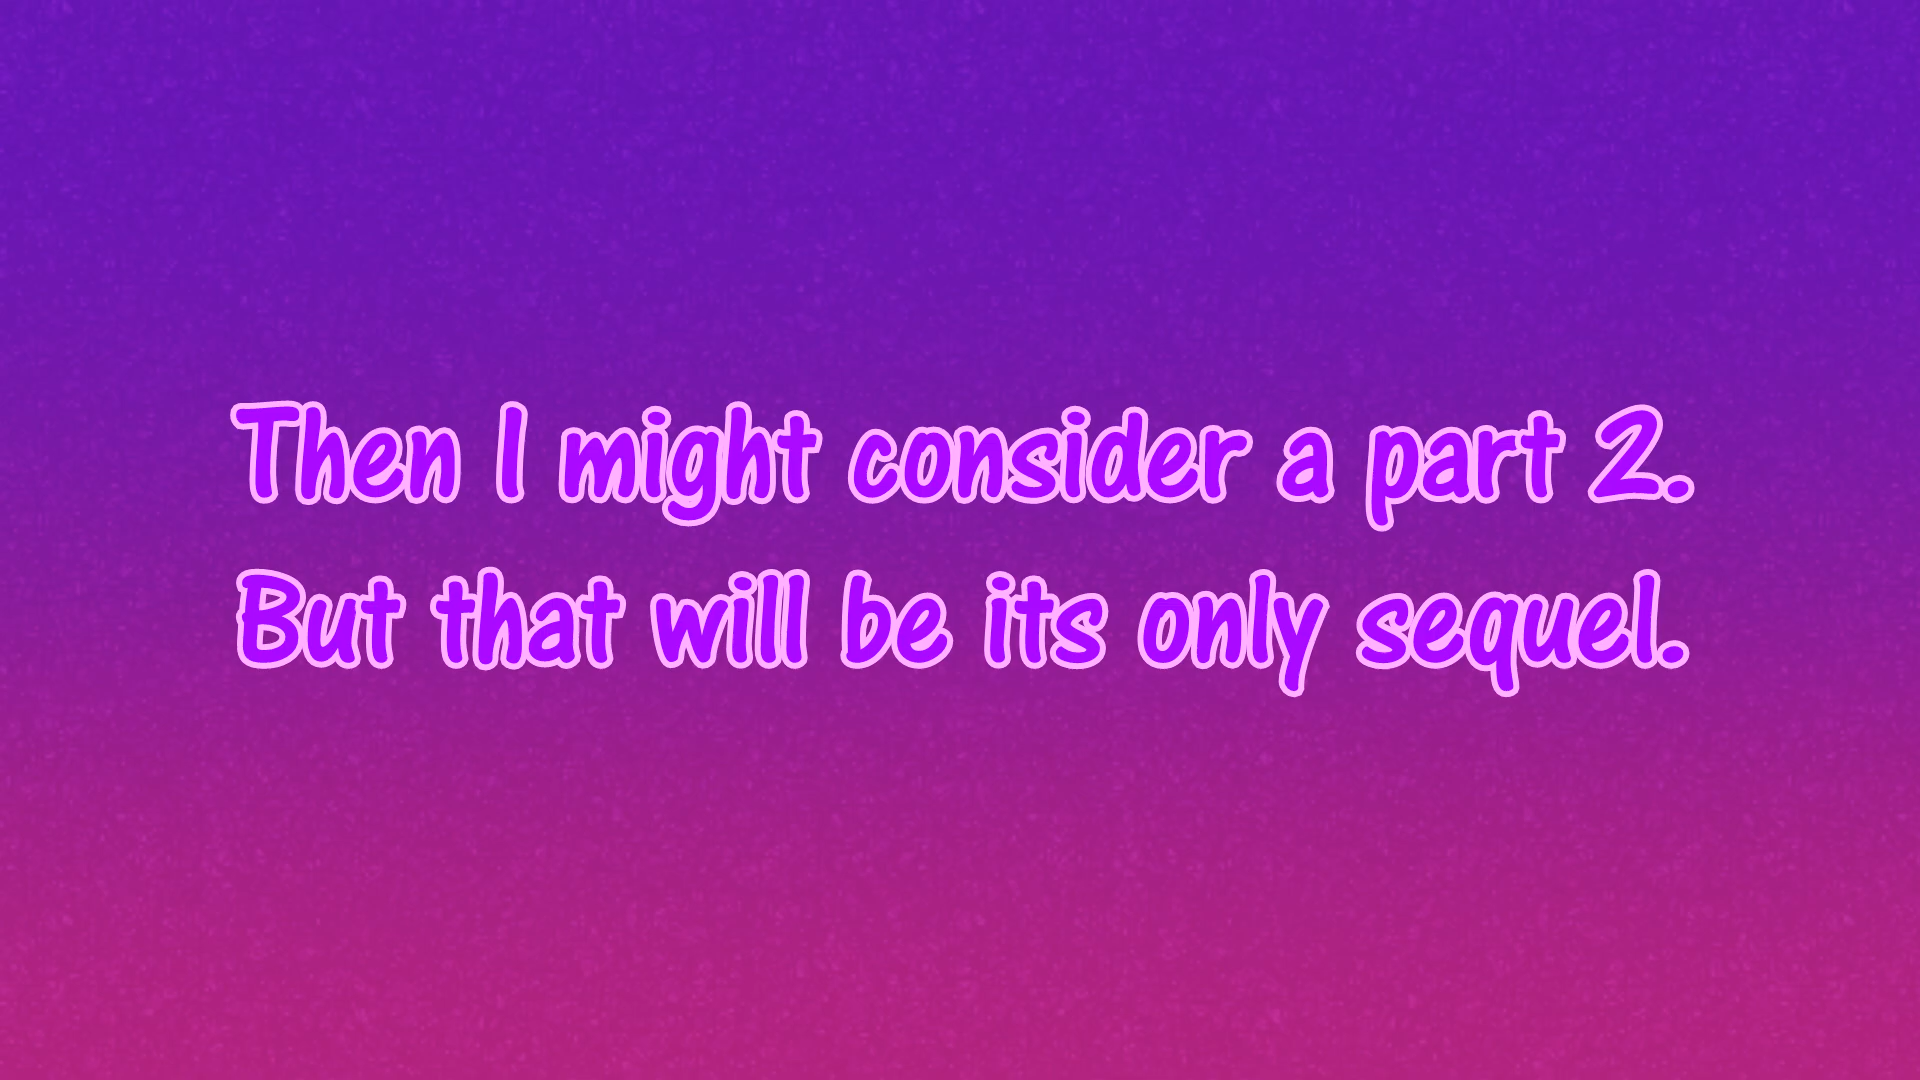 Then I might consider a part 2.
But that will be its only sequel.